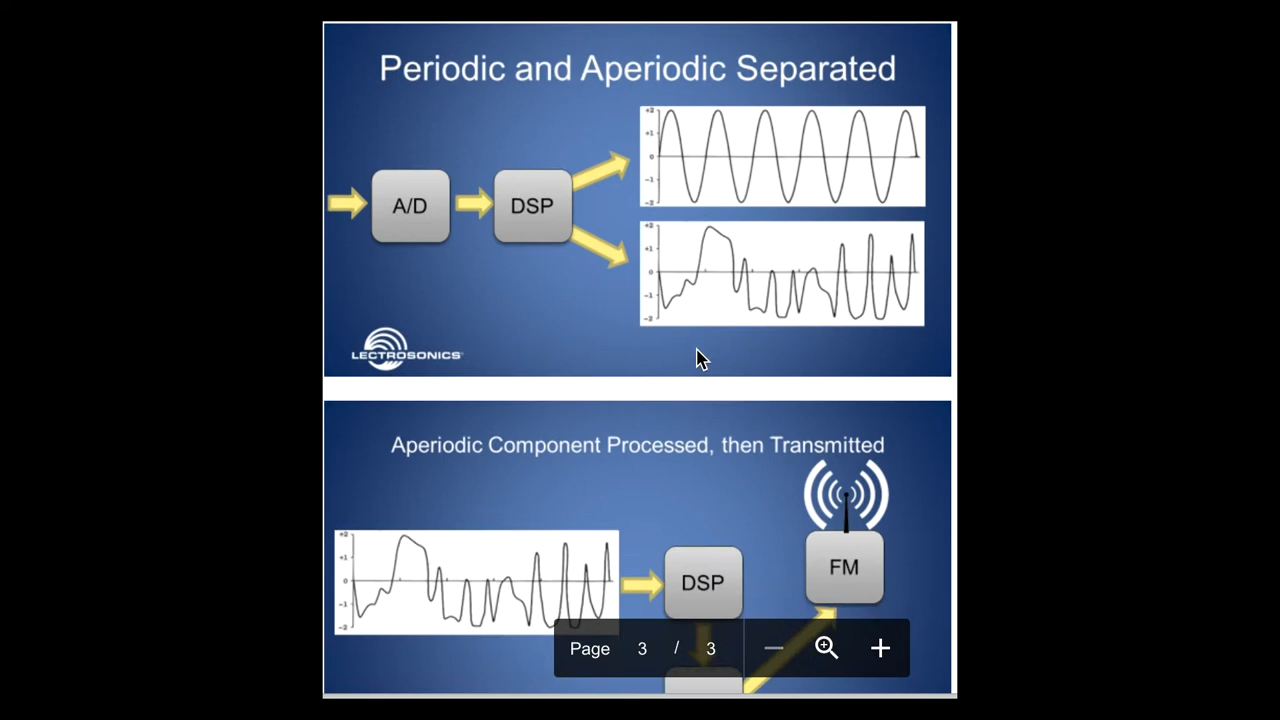 Periodic and Aperiodic Separated
+2
+1
0
-1
-2
A/D
DSP
+2
+1
0
-1
-2
LECTROSONICS
Aperiodic Component Processed, then Transmitted
+2
+1
0
-1
-2
DSP
FM
Page 3 / 3